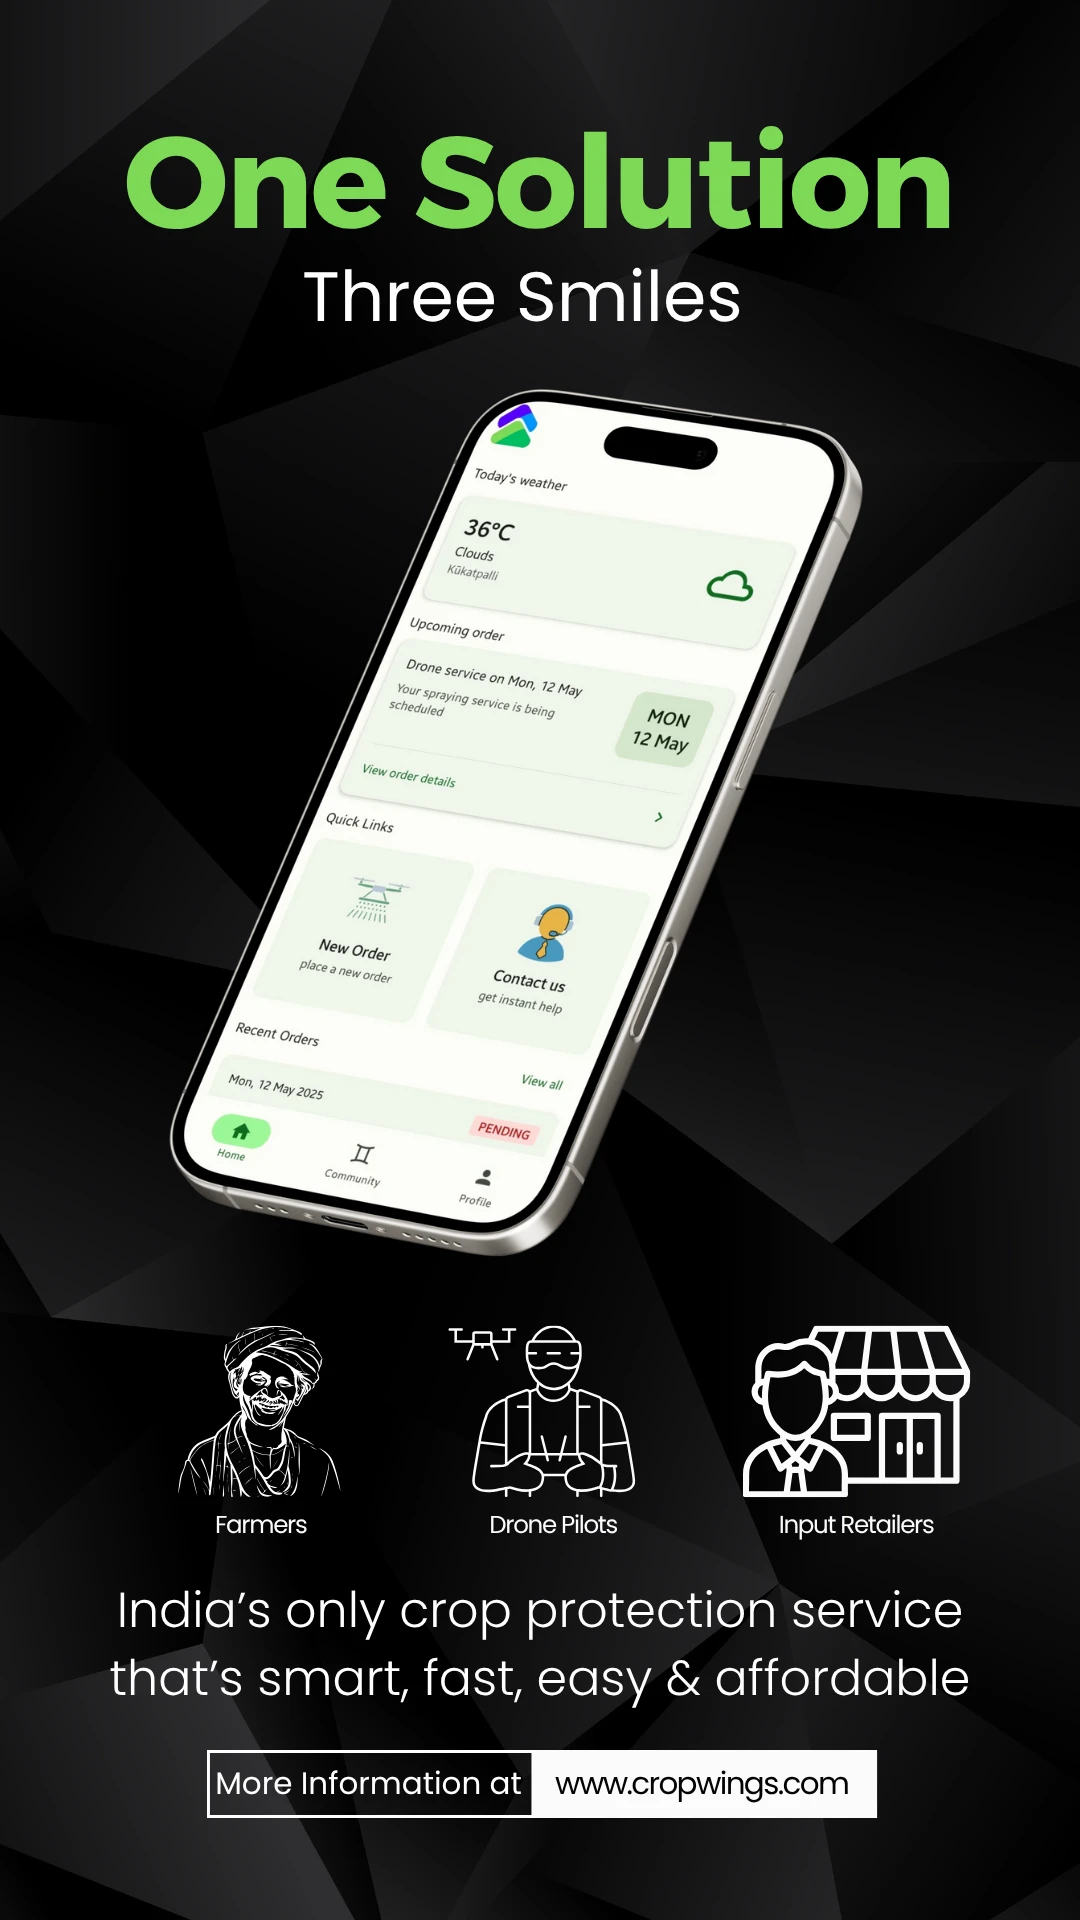 One Solution
Three Smiles
Today's weather
36°C
Clouds
Kūkatpalli
Upcoming order
Drone service on Mon, 12 May
Your spraying service is being
scheduled
MON
12 May
View order details
Quick Links
New Order
place a new order
Contact us
get instant help
Recent Orders
View all
Mon, 12 May 2025
PENDING
Home
Community
Profile
Farmers
Drone Pilots
Input Retailers
India’s only crop protection service
that’s smart, fast, easy & affordable
More Information at
www.cropwings.com